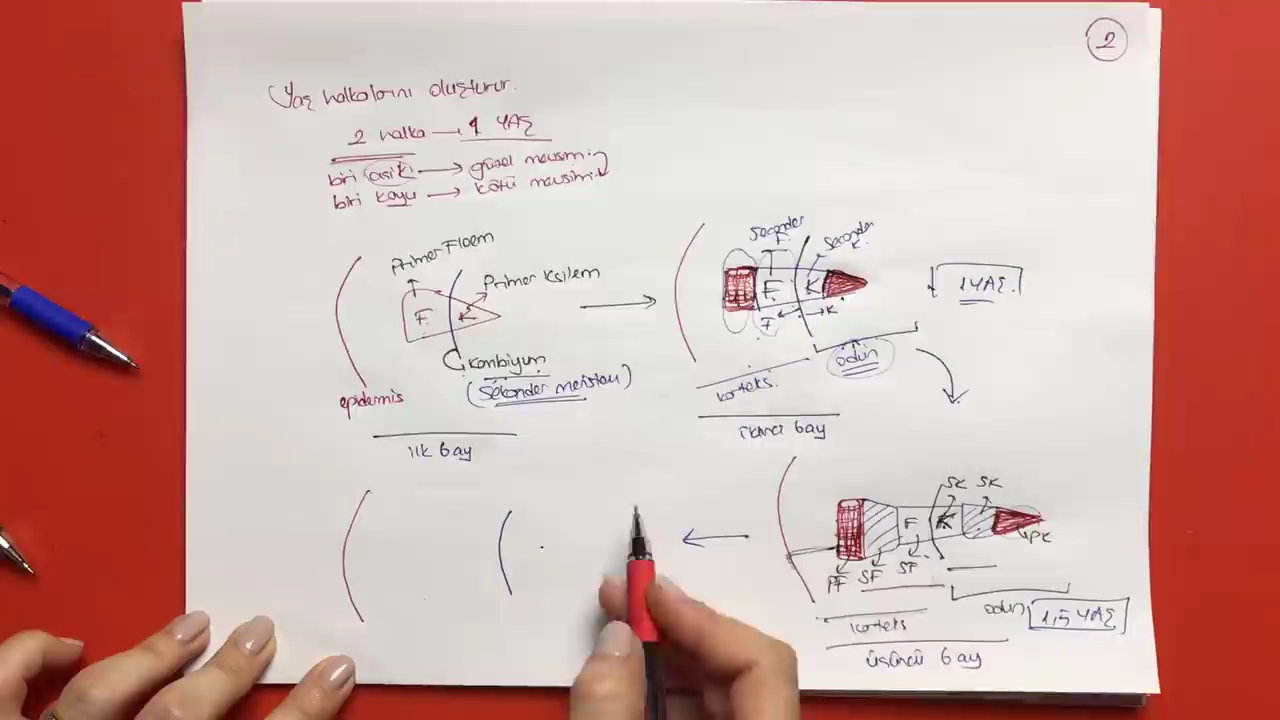 2
Yaş halkalarını oluşturur.
2 halka → 1 YAŞ
biri açık → güzel mevsim
biri koyu → kötü mevsim
Primer Floem
Primer Ksilem
F
K
Kambiyum
(Sekonder meristem)
epidermis
ilk 6 ay
Seconder
F.
Seconder
K.
F
K
F
K
1 YAŞ.
odun
korteks
ikinci 6 ay
SK SK
F
K
PK
PF SF SF
odun
1,5 YAŞ
korteks
üçüncü 6 ay